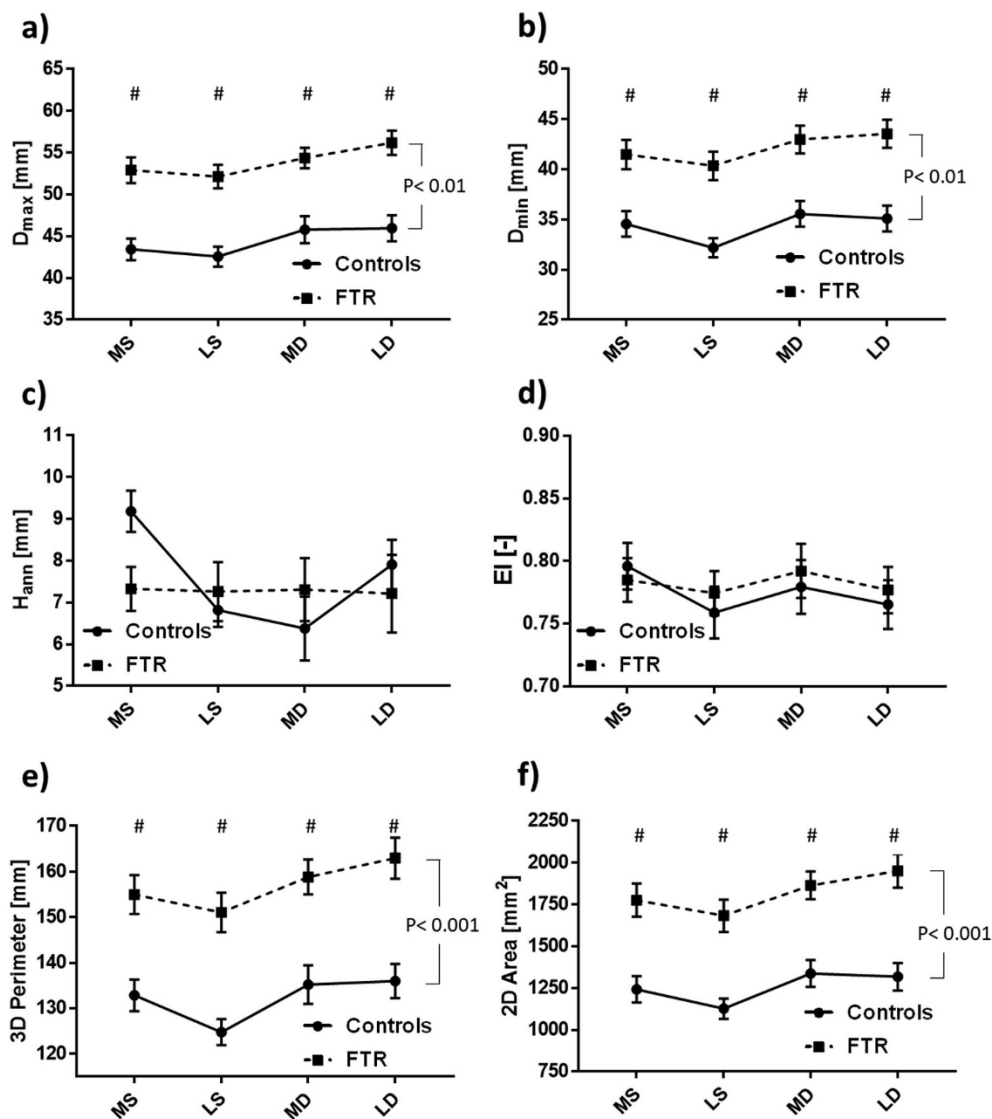 a)
D_max [mm]
65
60
55
50
45
40
35
# # # #
P< 0.01
Controls
FTR
MS LS MD LD
b)
D_min [mm]
50
45
40
35
30
25
# # # #
P< 0.01
Controls
FTR
MS LS MD LD
c)
H_ann [mm]
11
10
9
8
7
6
5
Controls
FTR
MS LS MD LD
d)
EI [-]
0.90
0.85
0.80
0.75
0.70
Controls
FTR
MS LS MD LD
e)
3D Perimeter [mm]
170
160
150
140
130
120
# # # #
P< 0.001
Controls
FTR
MS LS MD LD
f)
2D Area [mm²]
2250
2000
1750
1500
1250
1000
750
# # # #
P< 0.001
Controls
FTR
MS LS MD LD